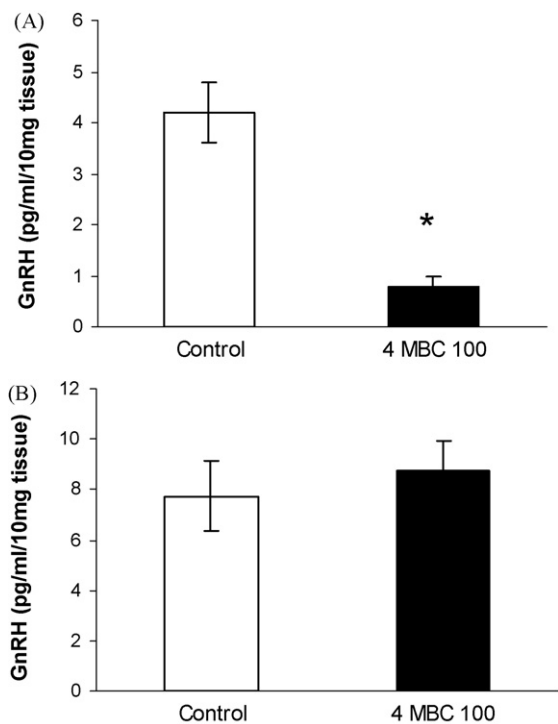 (A)
GnRH (pg/ml/10mg tissue)
6
5
4
3
2
1
0
*
Control 4 MBC 100
(B)
GnRH (pg/ml/10mg tissue)
12
10
8
6
4
2
0
Control 4 MBC 100